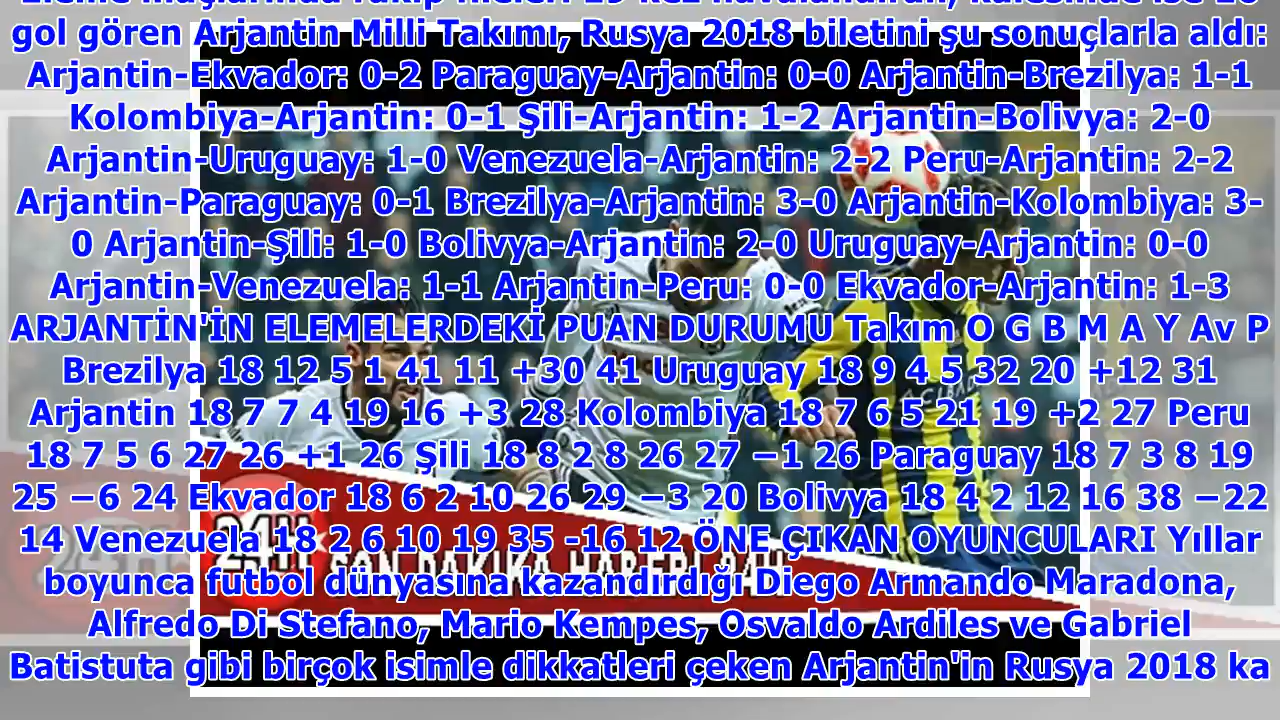 gol gören Arjantin Milli Takımı, Rusya 2018 biletini şu sonuçlarla aldı:
Arjantin-Ekvador: 0-2 Paraguay-Arjantin: 0-0 Arjantin-Brezilya: 1-1
Kolombiya-Arjantin: 0-1 Şili-Arjantin: 1-2 Arjantin-Bolivya: 2-0
Arjantin-Uruguay: 1-0 Venezuela-Arjantin: 2-2 Peru-Arjantin: 2-2
Arjantin-Paraguay: 0-1 Brezilya-Arjantin: 3-0 Arjantin-Kolombiya: 3-
0 Arjantin-Şili: 1-0 Bolivya-Arjantin: 2-0 Uruguay-Arjantin: 0-0
Arjantin-Venezuela: 1-1 Arjantin-Peru: 0-0 Ekvador-Arjantin: 1-3
ARJANTİN'İN ELEMELERDEKİ PUAN DURUMU Takım O G B M A Y Av P
Brezilya 18 12 5 1 41 11 +30 41 Uruguay 18 9 4 5 32 20 +12 31
Arjantin 18 7 7 4 19 16 +3 28 Kolombiya 18 7 6 5 21 19 +2 27 Peru
18 7 5 6 27 26 +1 26 Şili 18 8 2 8 26 27 −1 26 Paraguay 18 7 3 8 19
25 −6 24 Ekvador 18 6 2 10 26 29 −3 20 Bolivya 18 4 2 12 16 38 −22
14 Venezuela 18 2 6 10 19 35 -16 12 ÖNE ÇIKAN OYUNCULARI Yıllar
24H SON DAKIKA HABERİ 24H
boyunca futbol dünyasına kazandırdığı Diego Armando Maradona,
Alfredo Di Stefano, Mario Kempes, Osvaldo Ardiles ve Gabriel
Batistuta gibi birçok isimle dikkatleri çeken Arjantin'in Rusya 2018 ka